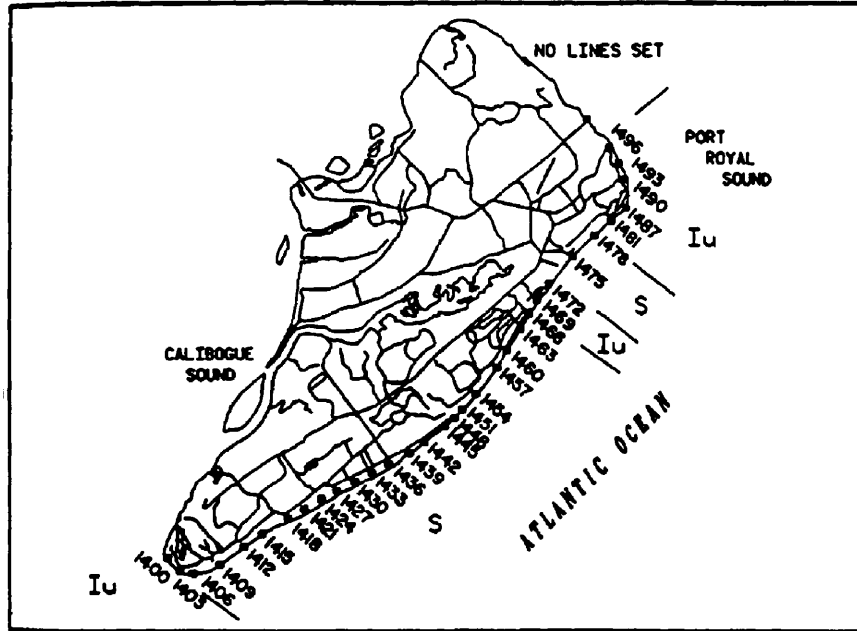 NO LINES SET
PORT
ROYAL
SOUND
1496
1493
1490
1487
1481
1478
1475
1472
1469
1466
1463
1460
1457
1454
1451
1448
1445
1442
1439
1436
1433
1430
1427
1424
1421
1418
1415
1412
1409
1406
1403
1400
Iu
S
Iu
S
Iu
CALIBOGUE
SOUND
ATLANTIC OCEAN